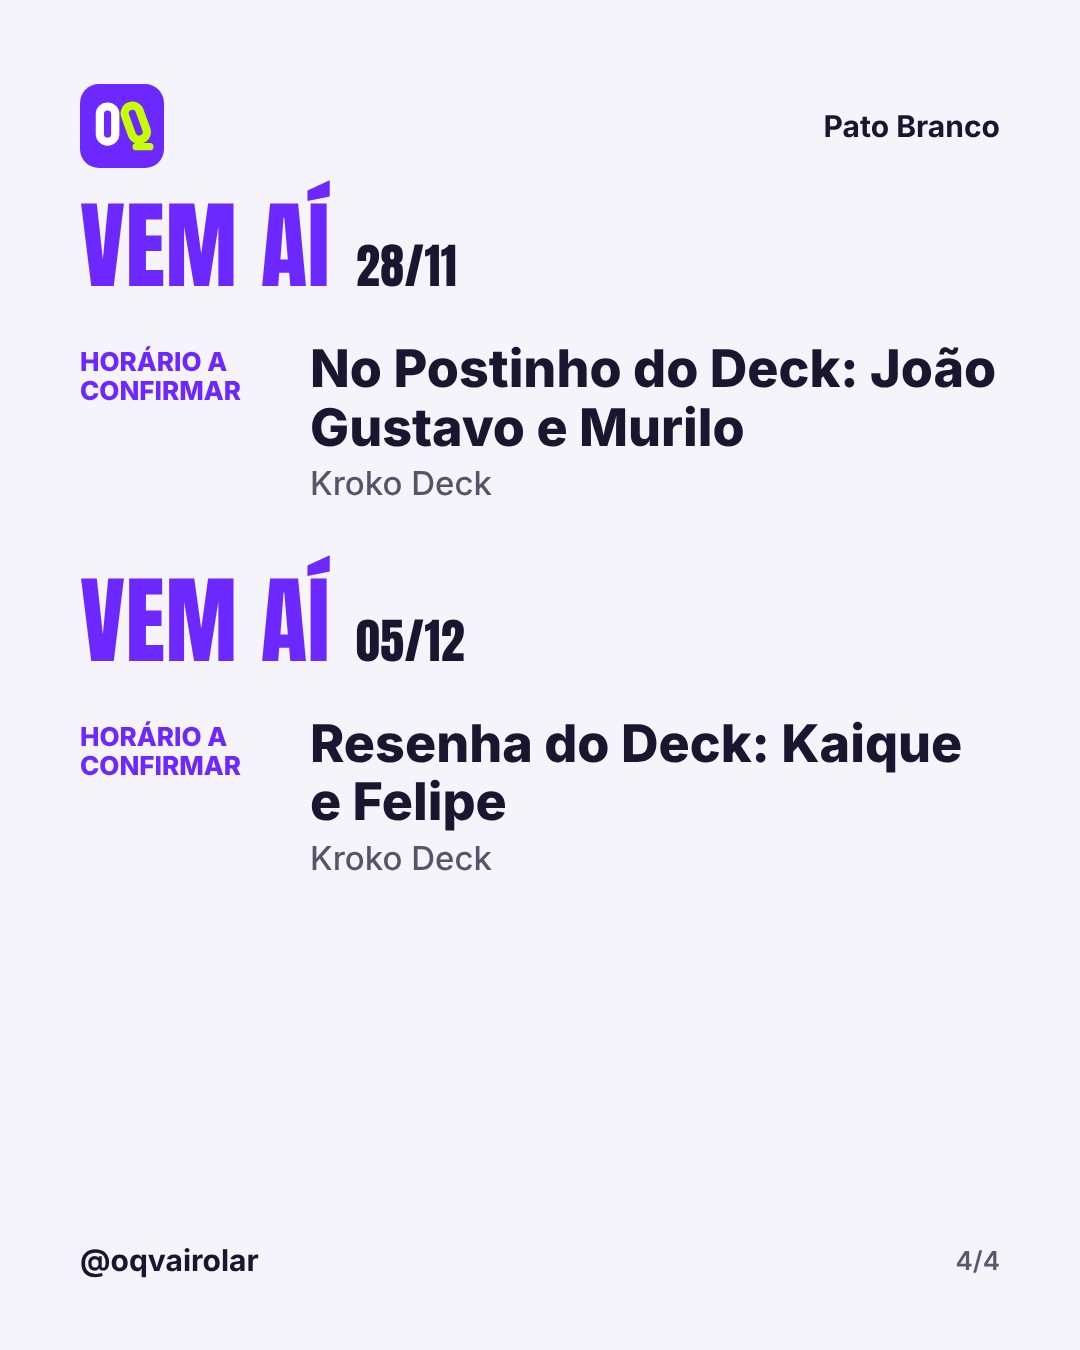 OQ
Pato Branco
VEM AÍ 28/11
HORÁRIO A
CONFIRMAR
No Postinho do Deck: João
Gustavo e Murilo
Kroko Deck
VEM AÍ 05/12
HORÁRIO A
CONFIRMAR
Resenha do Deck: Kaique
e Felipe
Kroko Deck
@oqvairolar
4/4